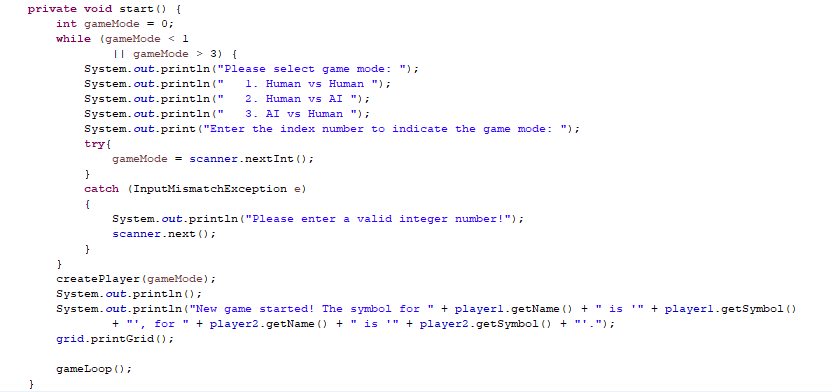 private void start() {
    int gameMode = 0;
    while (gameMode < 1
            || gameMode > 3) {
        System.out.println("Please select game mode: ");
        System.out.println("   1. Human vs Human ");
        System.out.println("   2. Human vs AI ");
        System.out.println("   3. AI vs Human ");
        System.out.print("Enter the index number to indicate the game mode: ");
        try{
            gameMode = scanner.nextInt();
        }
        catch (InputMismatchException e)
        {
            System.out.println("Please enter a valid integer number!");
            scanner.next();
        }
    }
    createPlayer(gameMode);
    System.out.println();
    System.out.println("New game started! The symbol for " + player1.getName() + " is '" + player1.getSymbol()
            + "', for " + player2.getName() + " is '" + player2.getSymbol() + "'.");
    grid.printGrid();

    gameLoop();
}